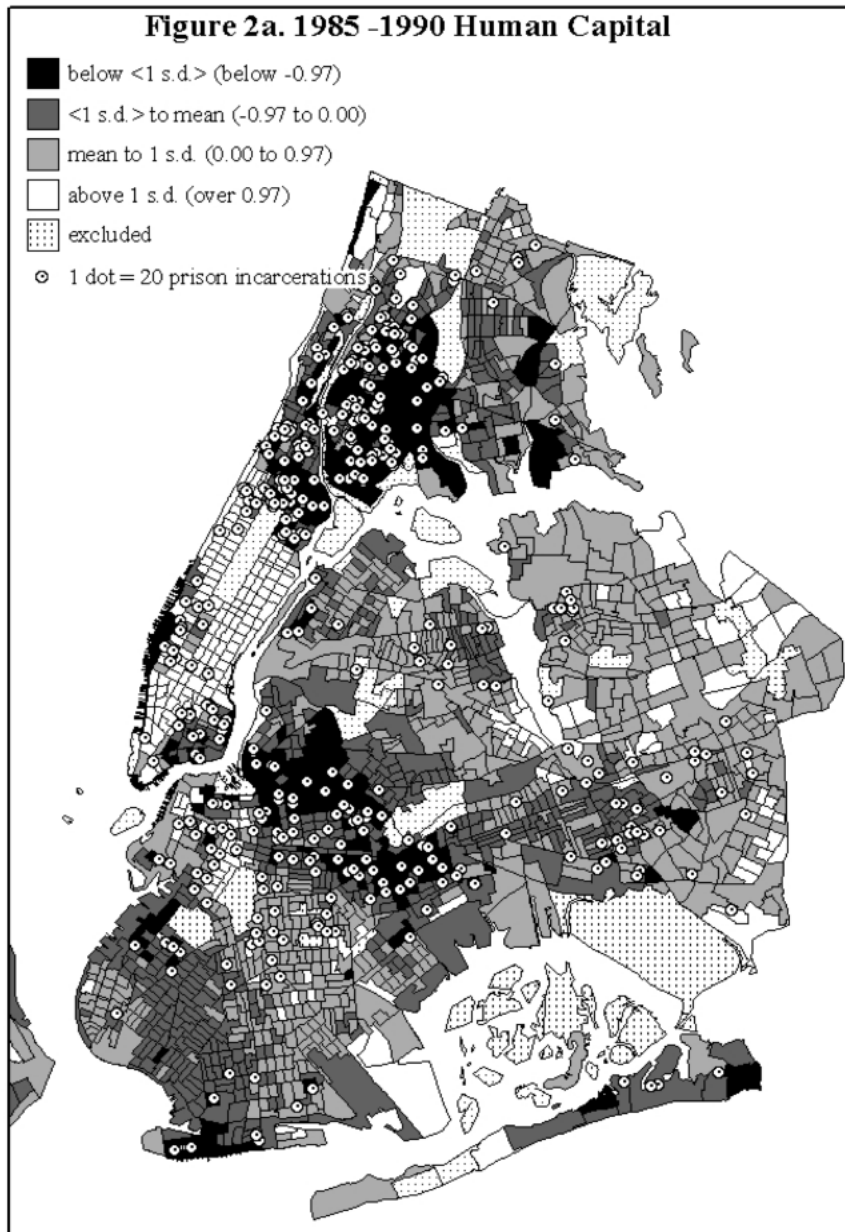 Figure 2a. 1985 -1990 Human Capital
below <1 s.d.> (below -0.97)
<1 s.d.> to mean (-0.97 to 0.00)
mean to 1 s.d. (0.00 to 0.97)
above 1 s.d. (over 0.97)
excluded
1 dot = 20 prison incarcerations